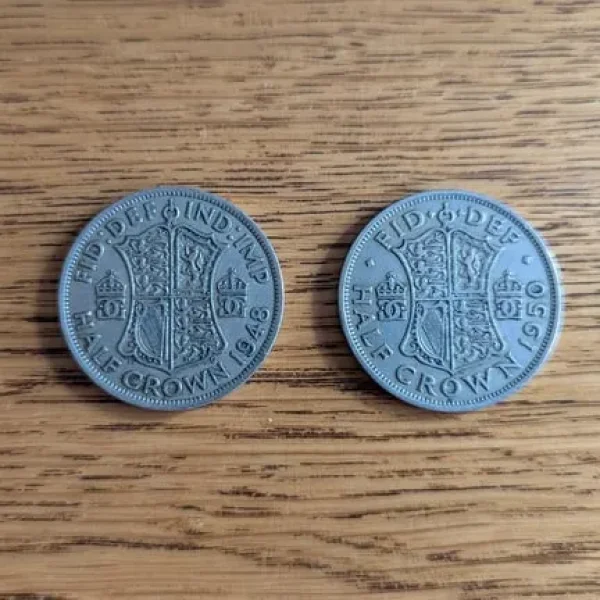 FID·DEF IND·IMP
HALF CROWN 1948
FID·DEF
HALF CROWN 1950